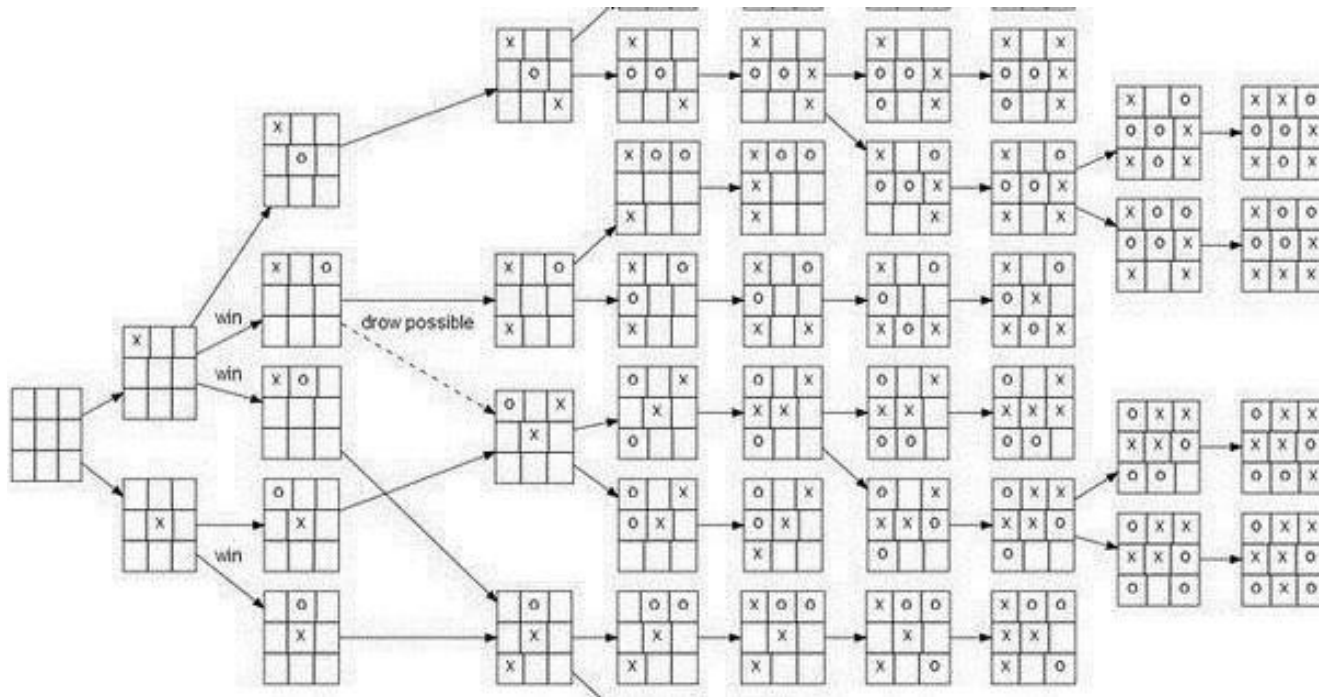 X
X
win
win
win
X
O
X O
X O
O
X
O
X
drow possible
X
O
X
X O
X
O X
X
O
X
X
X
O O
X
X O O
X
X O
O
X
O X
X
O
O X
O X
O O
X
X
X
O O X
X
X O O
X
X
X O
O
X X
O X
X X
O
O X
O X
X
X O O
X
X
X
O O X
O X
X O
O O X
X
X O
O
X O X
O X
X X
O O
O X
X X O
O
X O O
X
X O
X X
O O X
O X
X O
O O X
X X
X O
O X
X O X
O X
X X X
O O
O X X
X X O
O
X O O
X X
X O
X O
O O X
X O X
X O O
O O X
X X
O X X
X X O
O O
O X X
X X O
O O
X X O
O O X
X O X
X O O
O O X
X X X
O X X
X X O
O O X
O X X
X X O
O X O